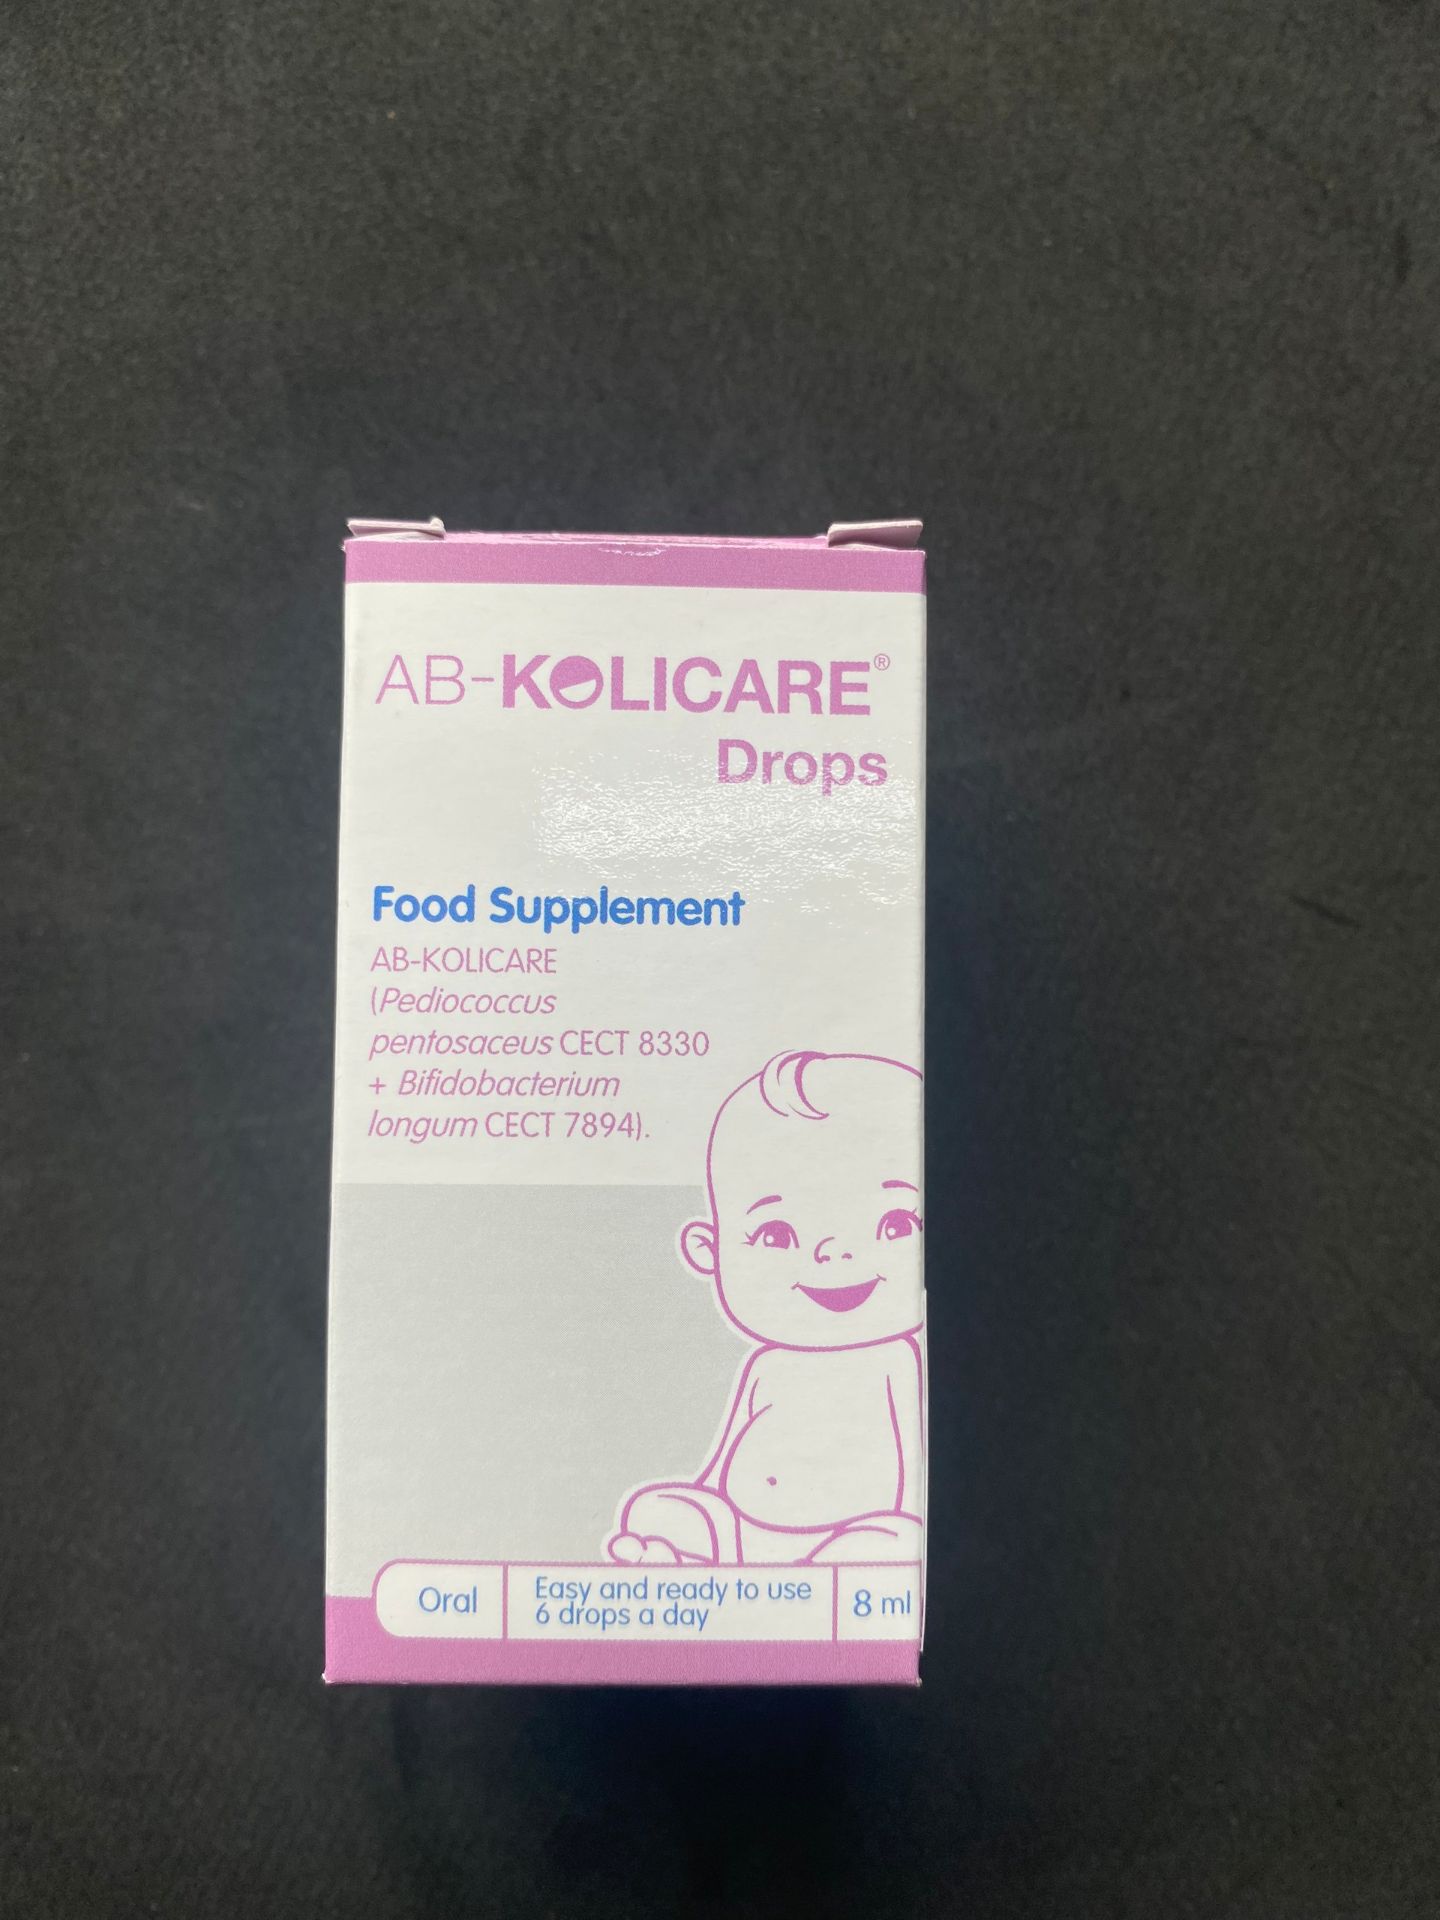 AB-KOLICARE®
Drops
Food Supplement
AB-KOLICARE
(Pediococcus
pentosaceus CECT 8330
+ Bifidobacterium
longum CECT 7894).
Oral
Easy and ready to use
6 drops a day
8 ml